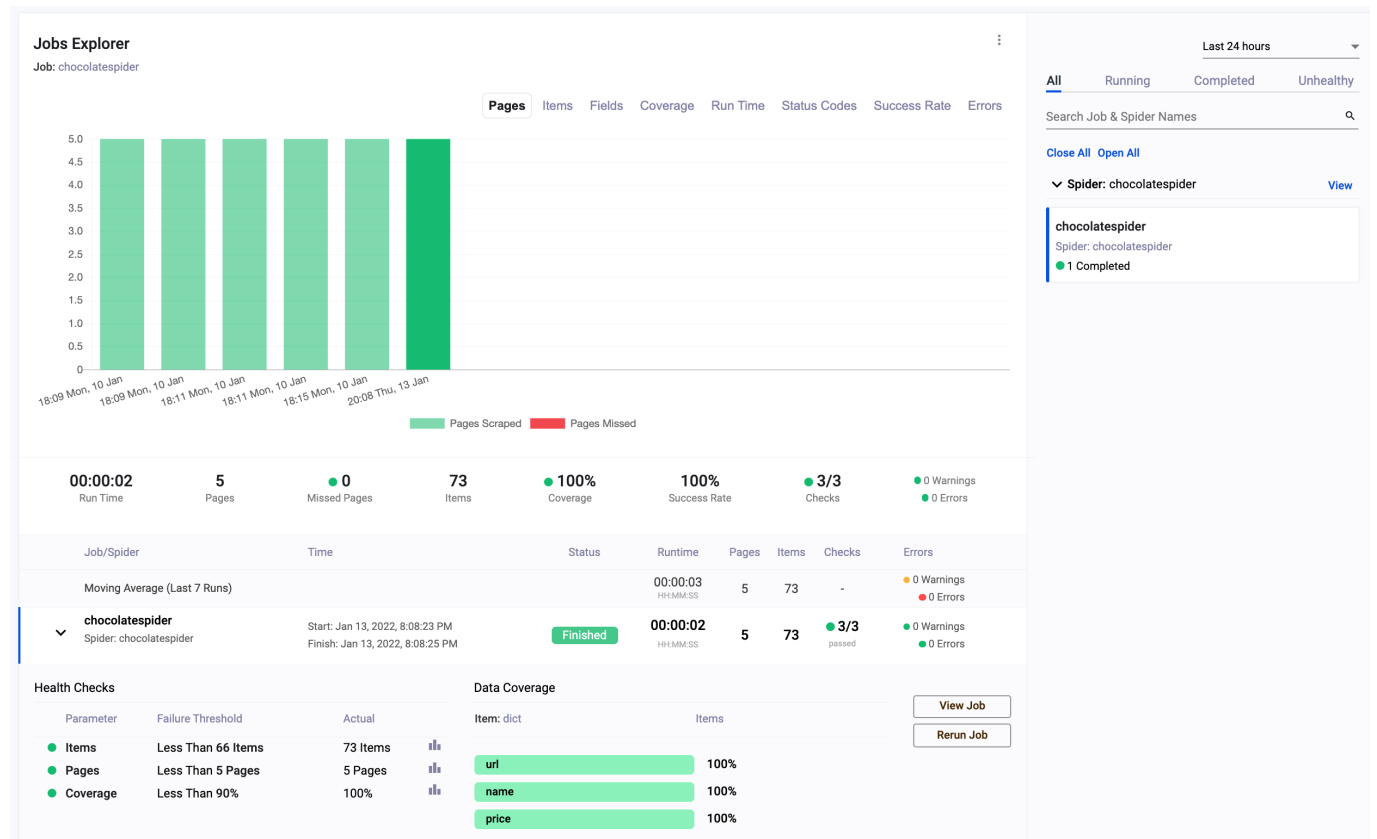 Jobs Explorer
Job: chocolatespider
Pages Items Fields Coverage Run Time Status Codes Success Rate Errors
5.0
4.5
4.0
3.5
3.0
2.5
2.0
1.5
1.0
0.5
0
18:09 Mon, 10 Jan
18:09 Mon, 10 Jan
18:11 Mon, 10 Jan
18:11 Mon, 10 Jan
18:15 Mon, 10 Jan
20:08 Thu, 13 Jan
Pages Scraped Pages Missed
00:00:02 5 0 73 100% 100% 3/3 0 Warnings
Run Time Pages Missed Pages Items Coverage Success Rate Checks 0 Errors
Job/Spider Time Status Runtime Pages Items Checks Errors
Moving Average (Last 7 Runs) 00:00:03 5 73 - 0 Warnings
HH:MM:SS 0 Errors
chocolatespider Start: Jan 13, 2022, 8:08:23 PM Finished 00:00:02 5 73 3/3 0 Warnings
Spider: chocolatespider Finish: Jan 13, 2022, 8:08:25 PM HH:MM:SS passed 0 Errors
Health Checks
Parameter Failure Threshold Actual
Items Less Than 66 Items 73 Items
Pages Less Than 5 Pages 5 Pages
Coverage Less Than 90% 100%
Data Coverage
Item: dict Items
url 100%
name 100%
price 100%
View Job
Rerun Job
Last 24 hours
All Running Completed Unhealthy
Search Job & Spider Names
Close All Open All
Spider: chocolatespider View
chocolatespider
Spider: chocolatespider
1 Completed